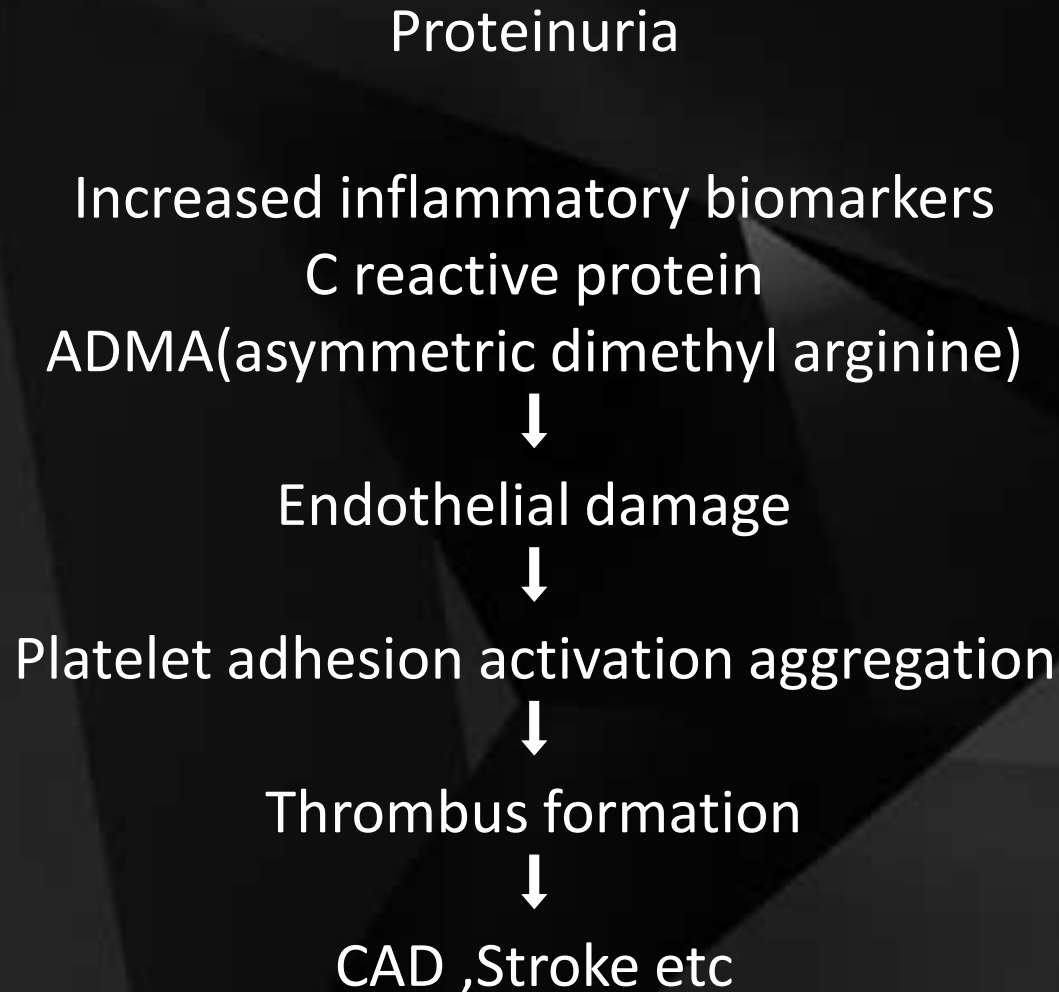 Proteinuria
Increased inflammatory biomarkers
C reactive protein
ADMA(asymmetric dimethyl arginine)
Endothelial damage
Platelet adhesion activation aggregation
Thrombus formation
CAD ,Stroke etc